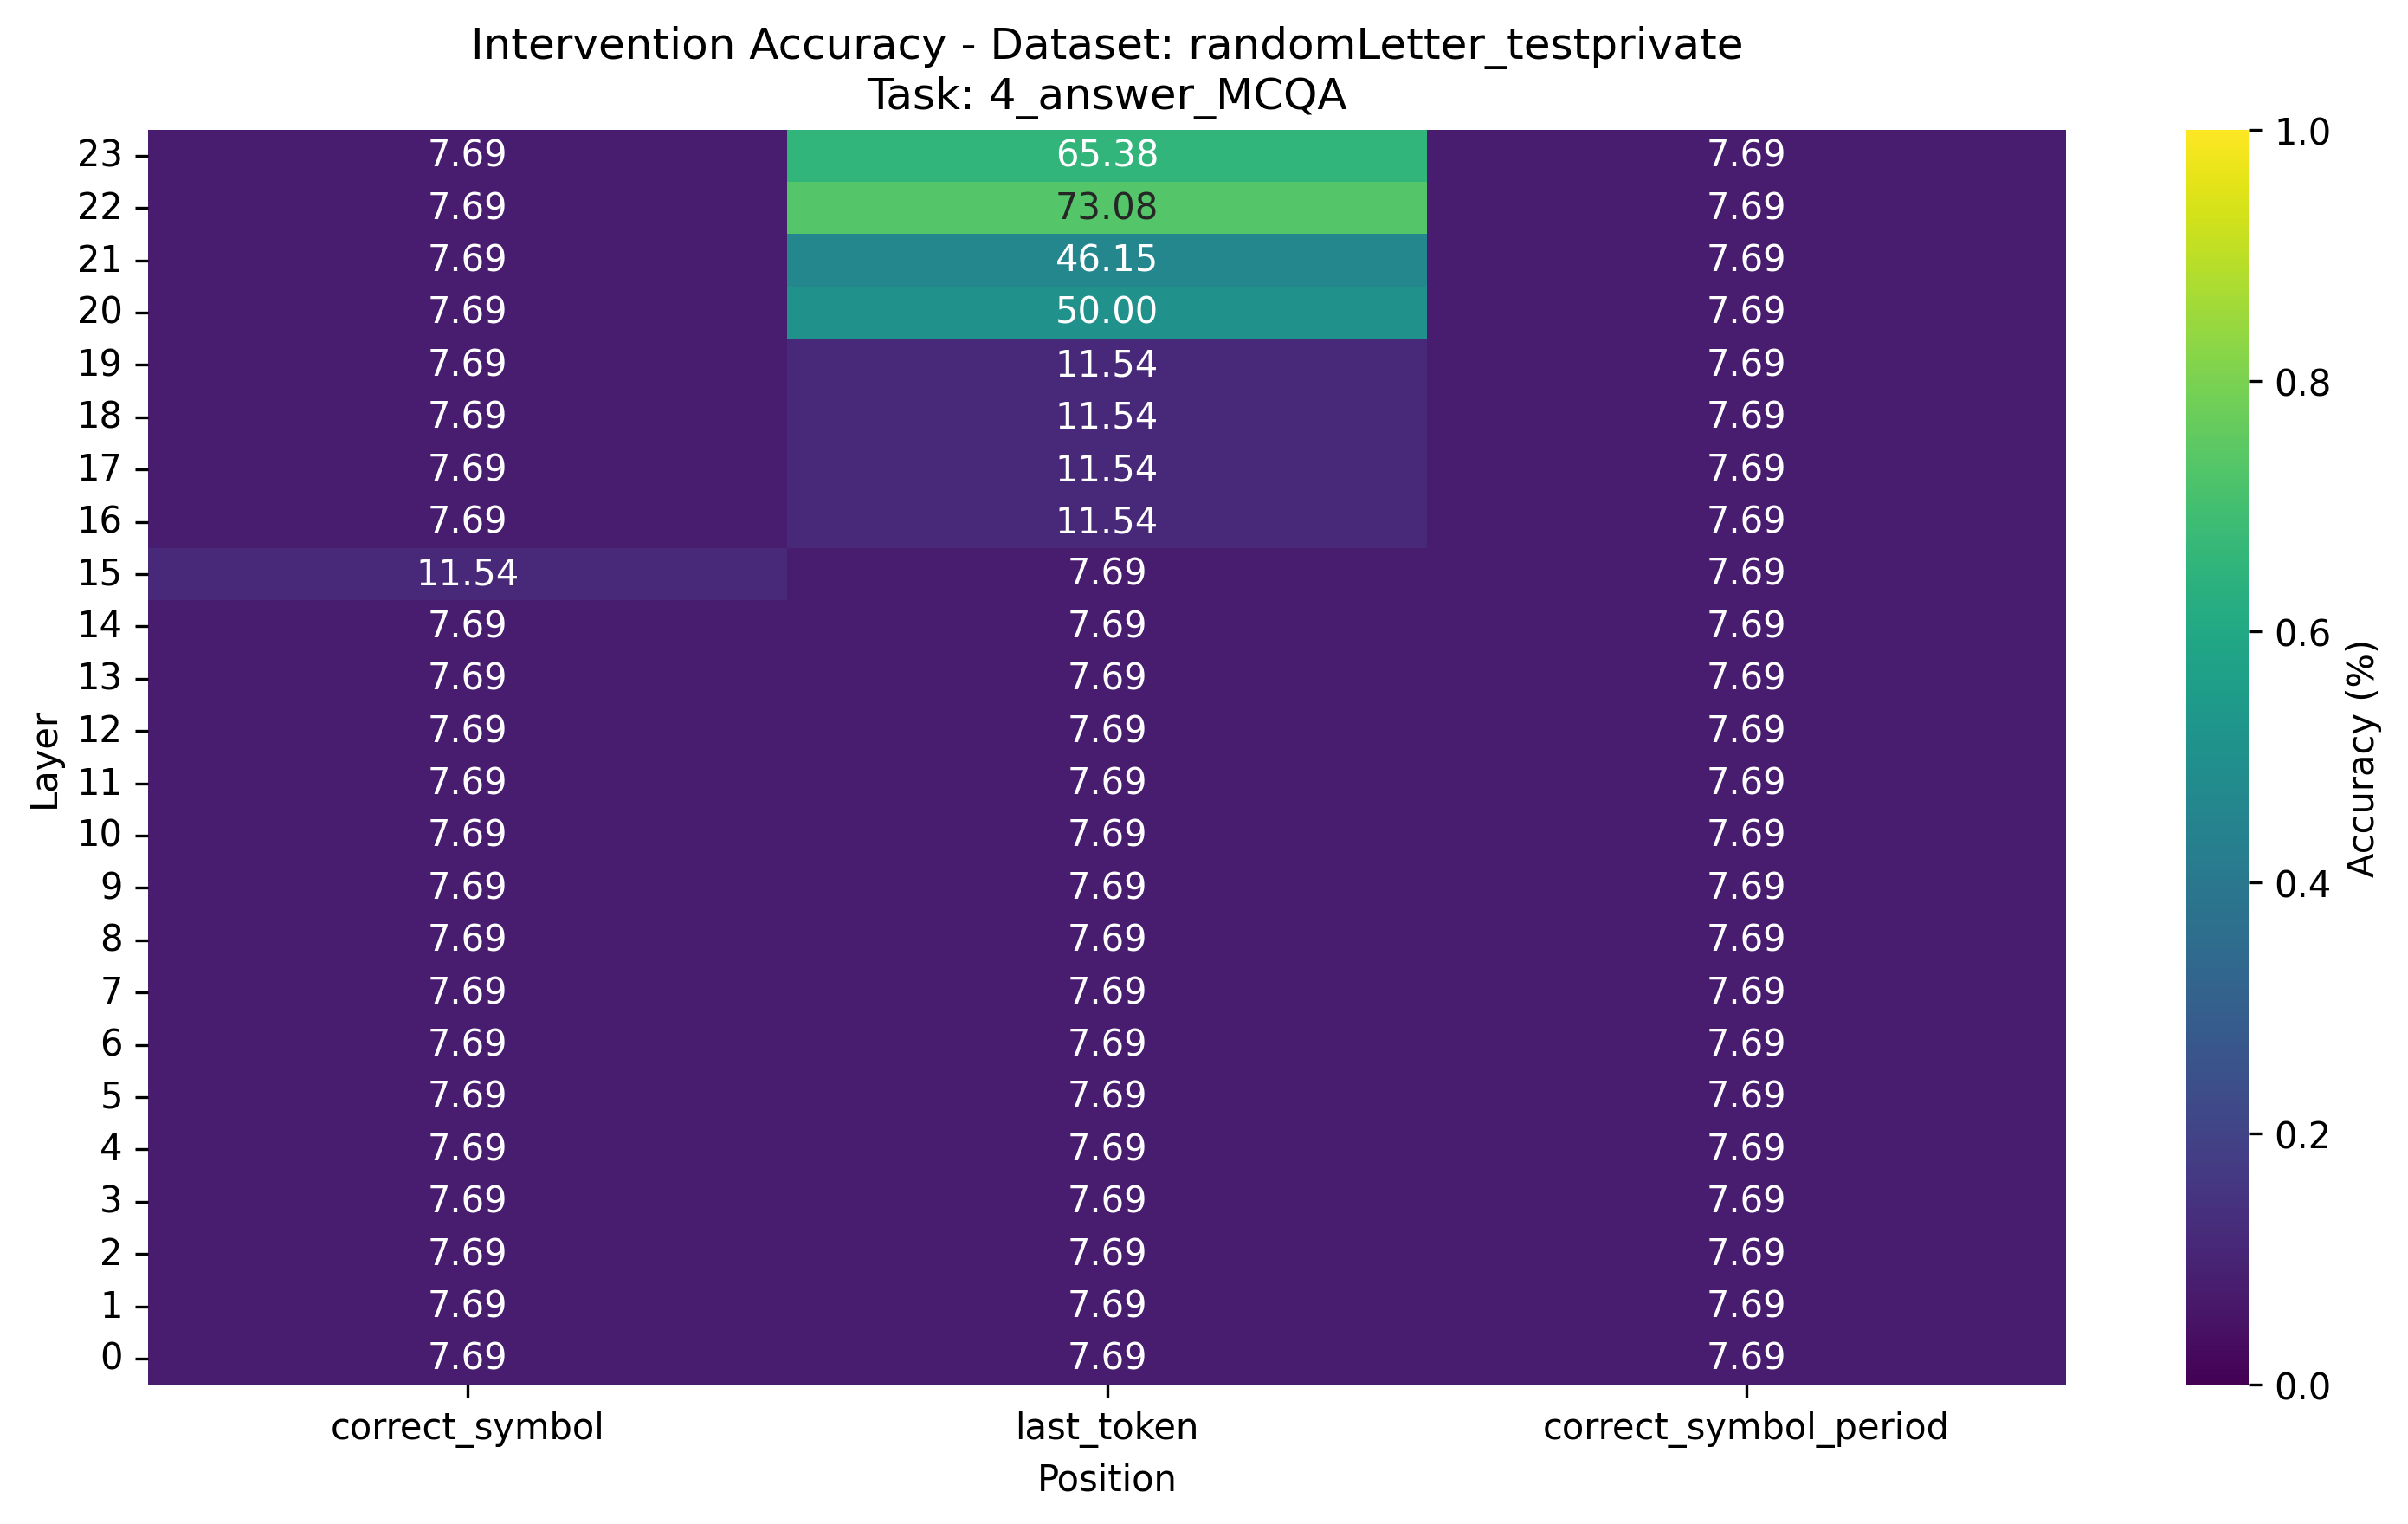 Intervention Accuracy - Dataset: randomLetter_testprivate
Task: 4_answer_MCQA
23 7.69 65.38 7.69
22 7.69 73.08 7.69
21 7.69 46.15 7.69
20 7.69 50.00 7.69
19 7.69 11.54 7.69
18 7.69 11.54 7.69
17 7.69 11.54 7.69
16 7.69 11.54 7.69
15 11.54 7.69 7.69
14 7.69 7.69 7.69
13 7.69 7.69 7.69
12 7.69 7.69 7.69
11 7.69 7.69 7.69
10 7.69 7.69 7.69
9 7.69 7.69 7.69
8 7.69 7.69 7.69
7 7.69 7.69 7.69
6 7.69 7.69 7.69
5 7.69 7.69 7.69
4 7.69 7.69 7.69
3 7.69 7.69 7.69
2 7.69 7.69 7.69
1 7.69 7.69 7.69
0 7.69 7.69 7.69
correct_symbol last_token correct_symbol_period
Position
Layer
1.0
0.8
0.6
0.4
0.2
0.0
Accuracy (%)